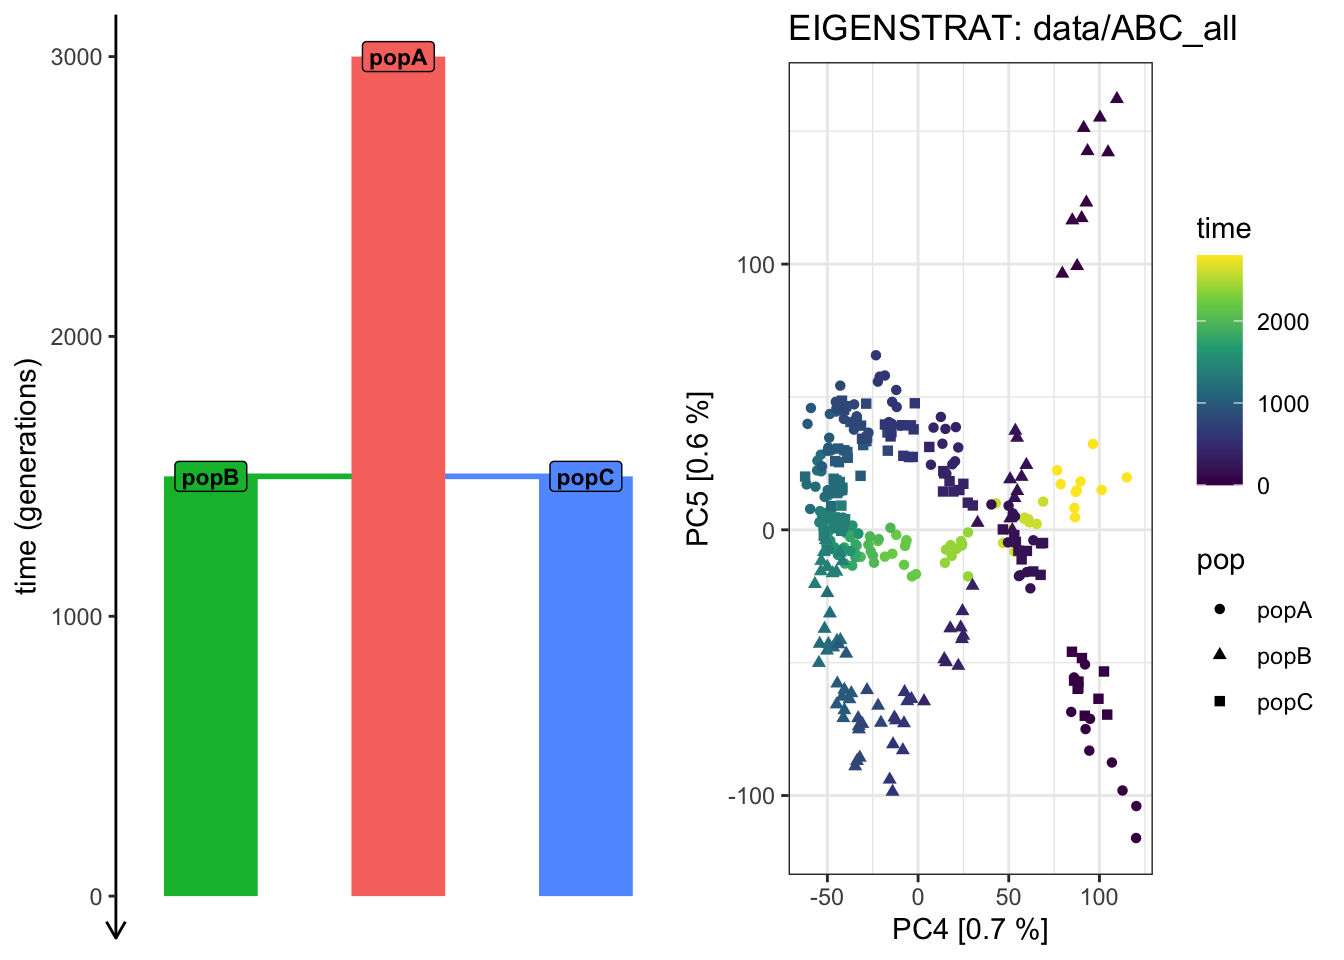 time (generations)
3000
2000
1000
0
popA
popB
popC
EIGENSTRAT: data/ABC_all
PC5 [0.6 %]
100
0
-100
-50
0
50
100
PC4 [0.7 %]
time
2000
1000
0
pop
popA
popB
popC